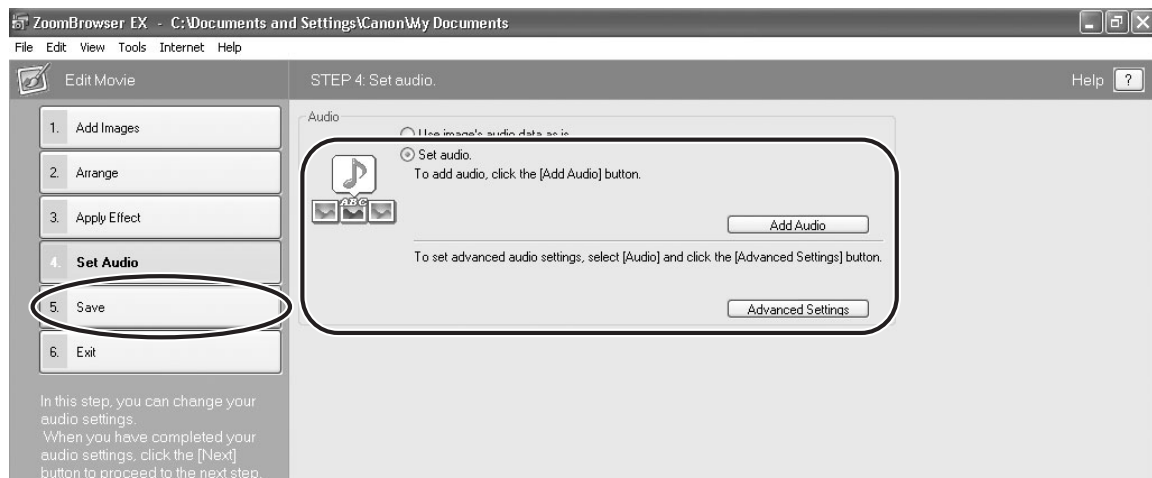 ZoomBrowser EX - C:\Documents and Settings\Canon\My Documents
File Edit View Tools Internet Help
Edit Movie
STEP 4: Set audio.
Help ?
1. Add Images
2. Arrange
3. Apply Effect
4. Set Audio
5. Save
6. Exit
In this step, you can change your
audio settings.
When you have completed your
audio settings, click the [Next]
button to proceed to the next step.
Audio
Use image's audio data as is.
Set audio.
To add audio, click the [Add Audio] button.
ABC
Add Audio
To set advanced audio settings, select [Audio] and click the [Advanced Settings] button.
Advanced Settings